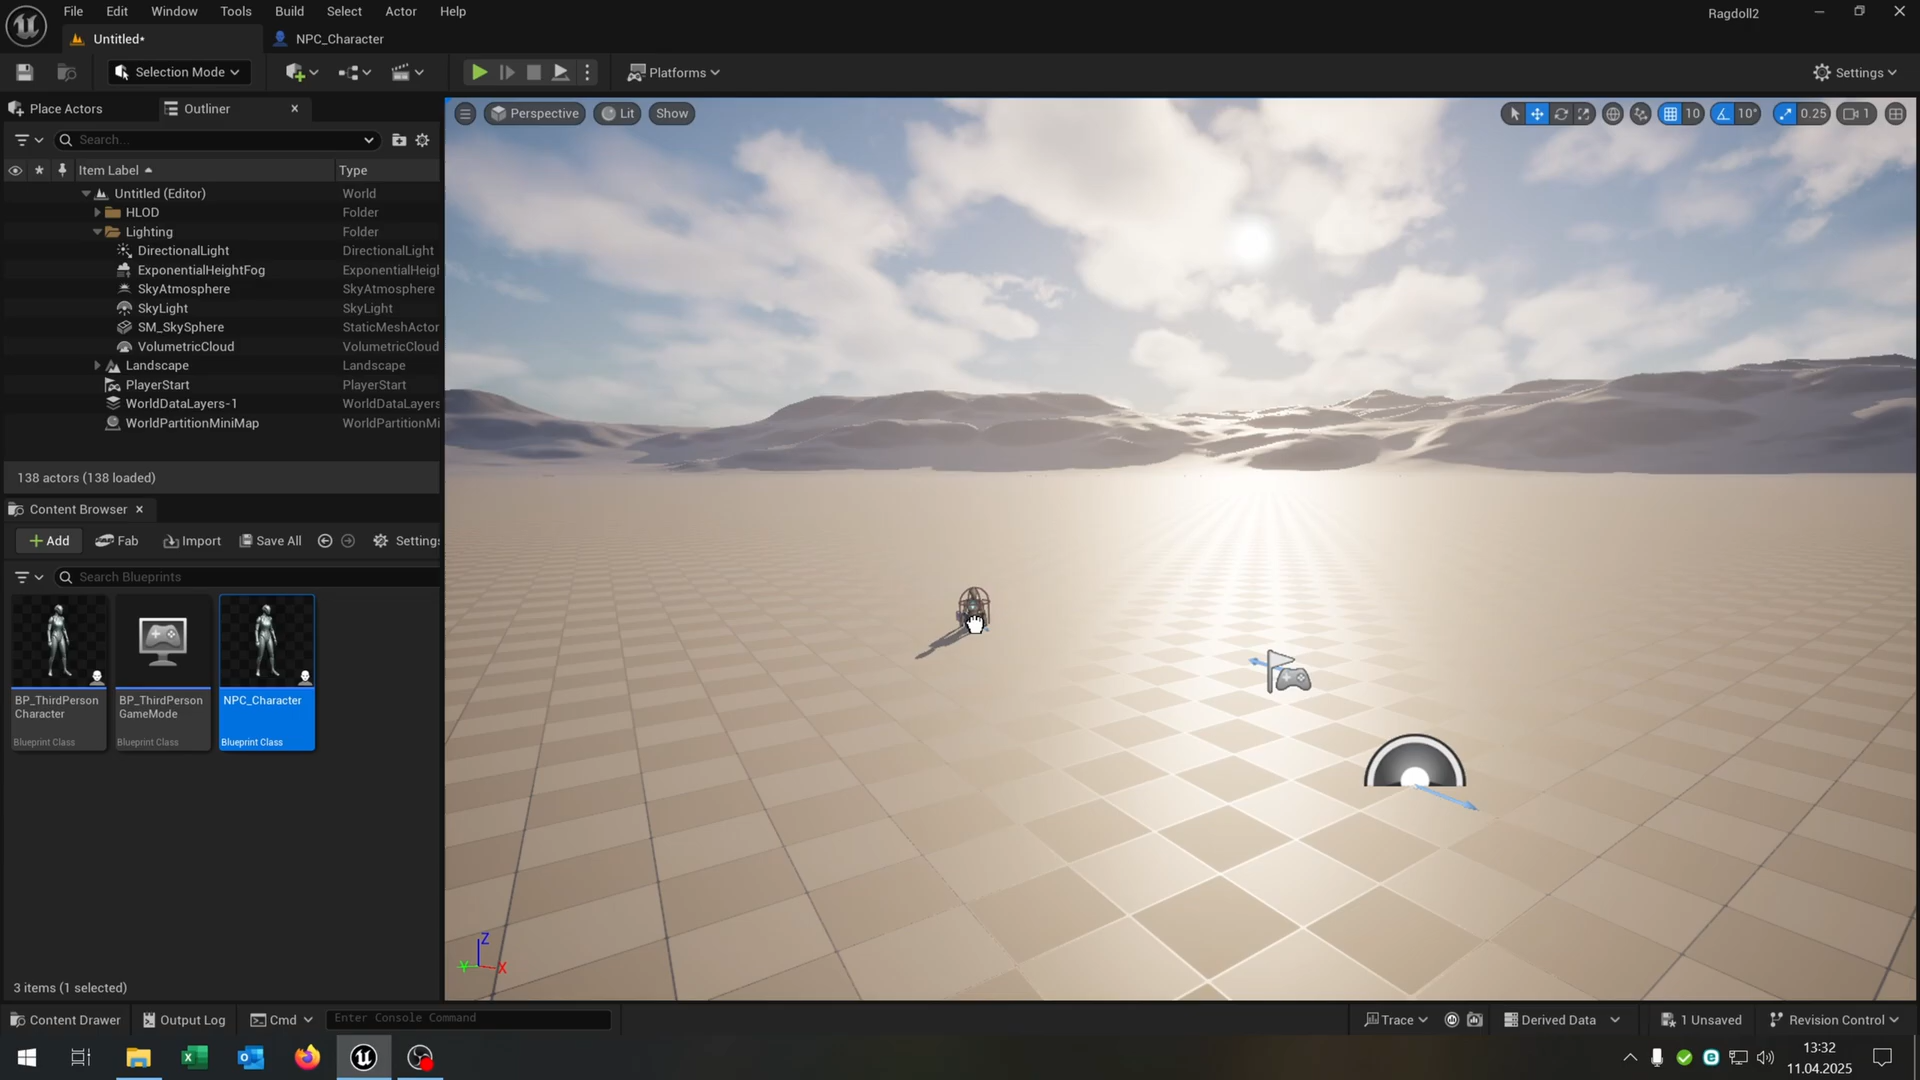 File Edit Window Tools Build Select Actor Help
Ragdoll2
Untitled*
NPC_Character
Selection Mode
Platforms
Settings
Place Actors
Outliner
Perspective
Lit
Show
10
10°
0.25
1
Search...
Item Label
Type
Untitled (Editor) World
HLOD Folder
Lighting Folder
DirectionalLight DirectionalLight
ExponentialHeightFog ExponentialHeigh
SkyAtmosphere SkyAtmosphere
SkyLight SkyLight
SM_SkySphere StaticMeshActor
VolumetricCloud VolumetricCloud
Landscape Landscape
PlayerStart PlayerStart
WorldDataLayers-1 WorldDataLayers
WorldPartitionMiniMap WorldPartitionMi
138 actors (138 loaded)
Content Browser
Add Fab Import Save All Settings
Search Blueprints
BP_ThirdPerson
Character
Blueprint Class
BP_ThirdPerson
GameMode
Blueprint Class
NPC_Character
Blueprint Class
Z
Y
X
3 items (1 selected)
Content Drawer Output Log Cmd Enter Console Command
Trace Derived Data 1 Unsaved Revision Control
13:32
11.04.2025